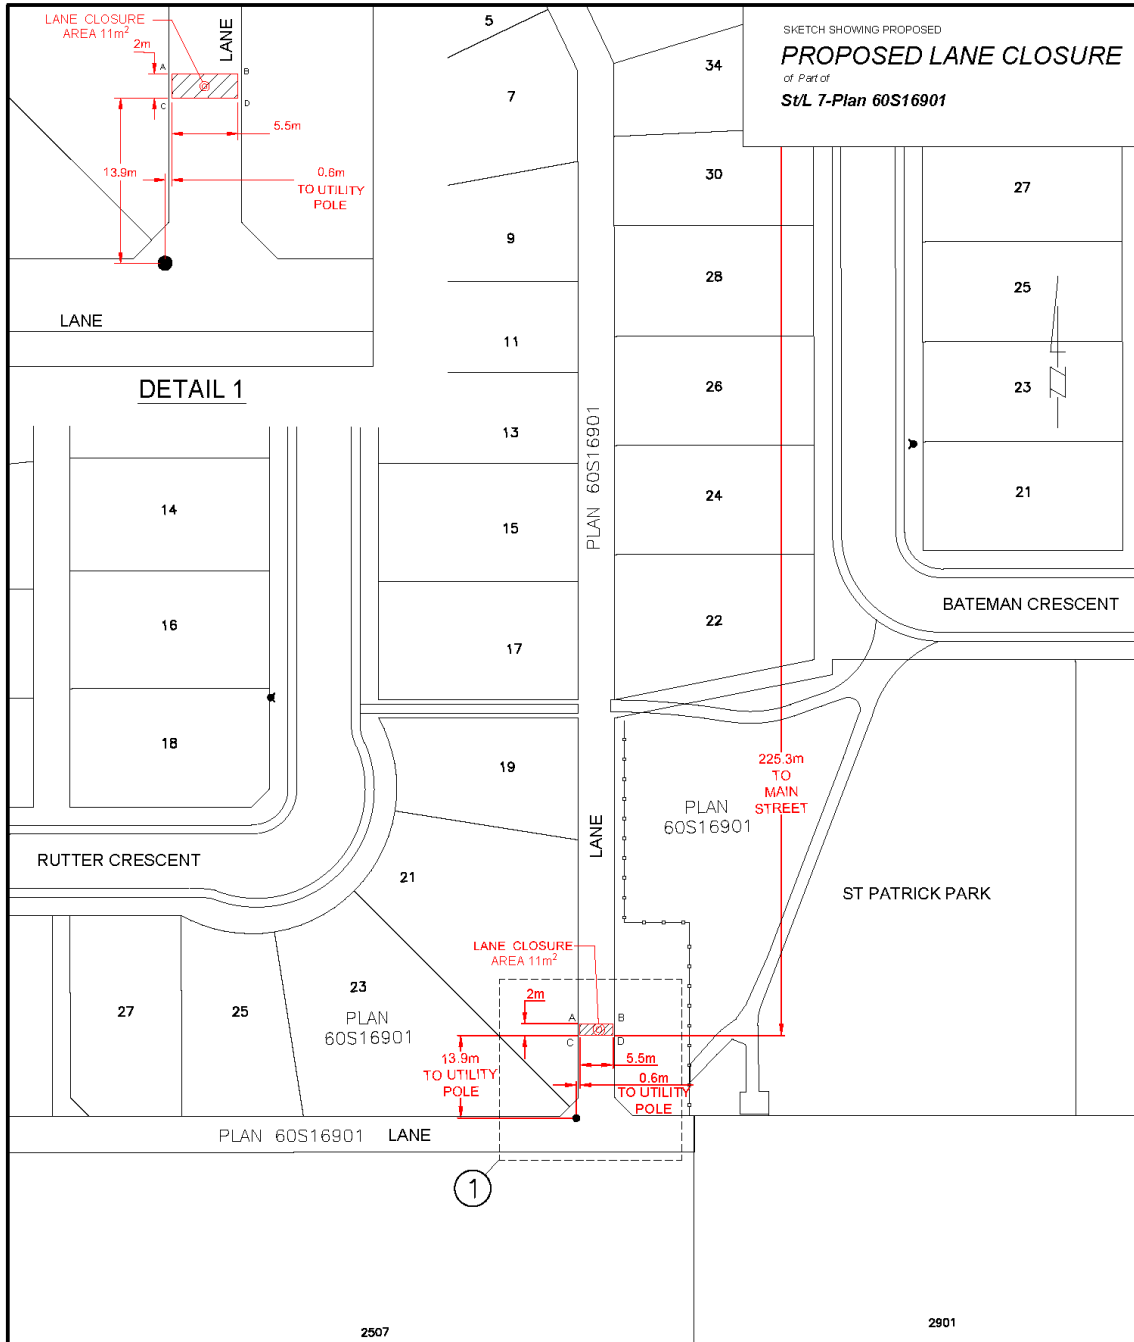 SKETCH SHOWING PROPOSED
PROPOSED LANE CLOSURE
of Part of
St/L 7-Plan 60S16901
LANE CLOSURE
AREA 11m²
LANE
2m
A
B
C
D
5.5m
13.9m
0.6m
TO UTILITY
POLE
LANE
DETAIL 1
5
7
9
11
13
15
17
19
21
23
PLAN
60S16901
25
27
14
16
18
34
30
28
26
24
22
27
25
23
21
PLAN 60S16901
BATEMAN CRESCENT
RUTTER CRESCENT
225.3m
TO
MAIN
STREET
PLAN
60S16901
LANE
ST PATRICK PARK
LANE CLOSURE
AREA 11m²
2m
A
B
C
D
13.9m
TO UTILITY
POLE
5.5m
0.6m
TO UTILITY
POLE
PLAN 60S16901 LANE
1
2507
2901